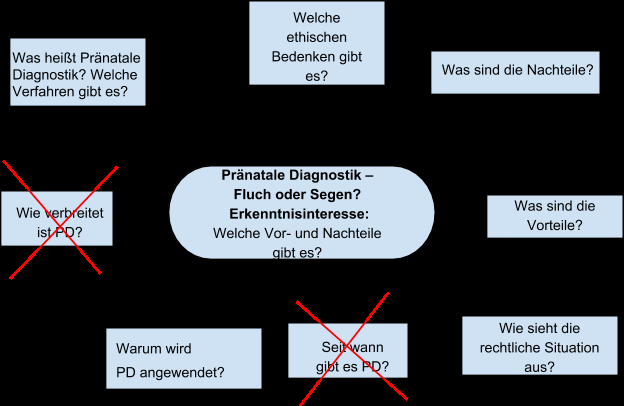 Welche
ethischen
Bedenken gibt
es?
Was heißt Pränatale
Diagnostik? Welche
Verfahren gibt es?
Was sind die Nachteile?
Pränatale Diagnostik –
Fluch oder Segen?
Erkenntnisinteresse:
Welche Vor- und Nachteile
gibt es?
Wie verbreitet
ist PD?
Was sind die
Vorteile?
Warum wird
PD angewendet?
Seit wann
gibt es PD?
Wie sieht die
rechtliche Situation
aus?